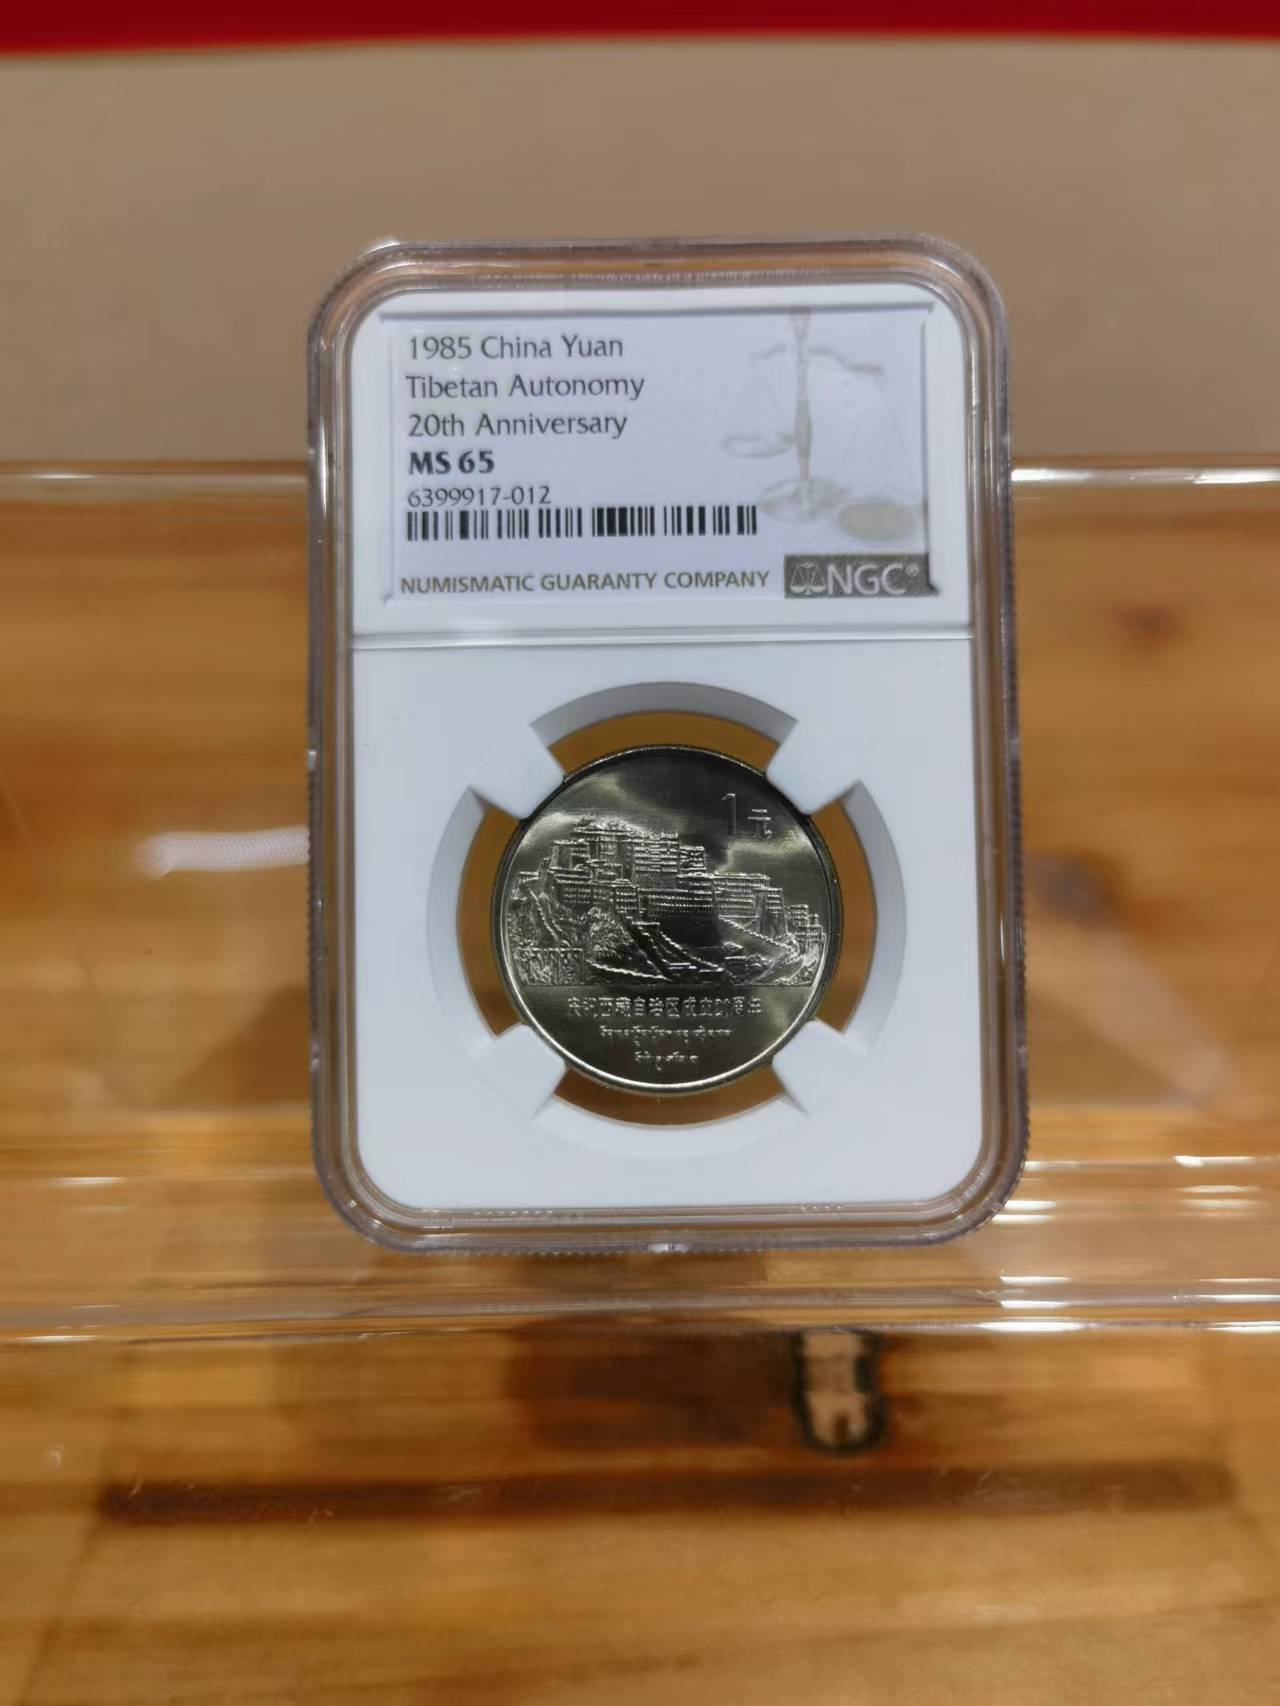 1985 China Yuan
Tibetan Autonomy
20th Anniversary
MS 65
6399917-012
NUMISMATIC GUARANTY COMPANY
NGC®
1元
庆祝西藏自治区成立20周年